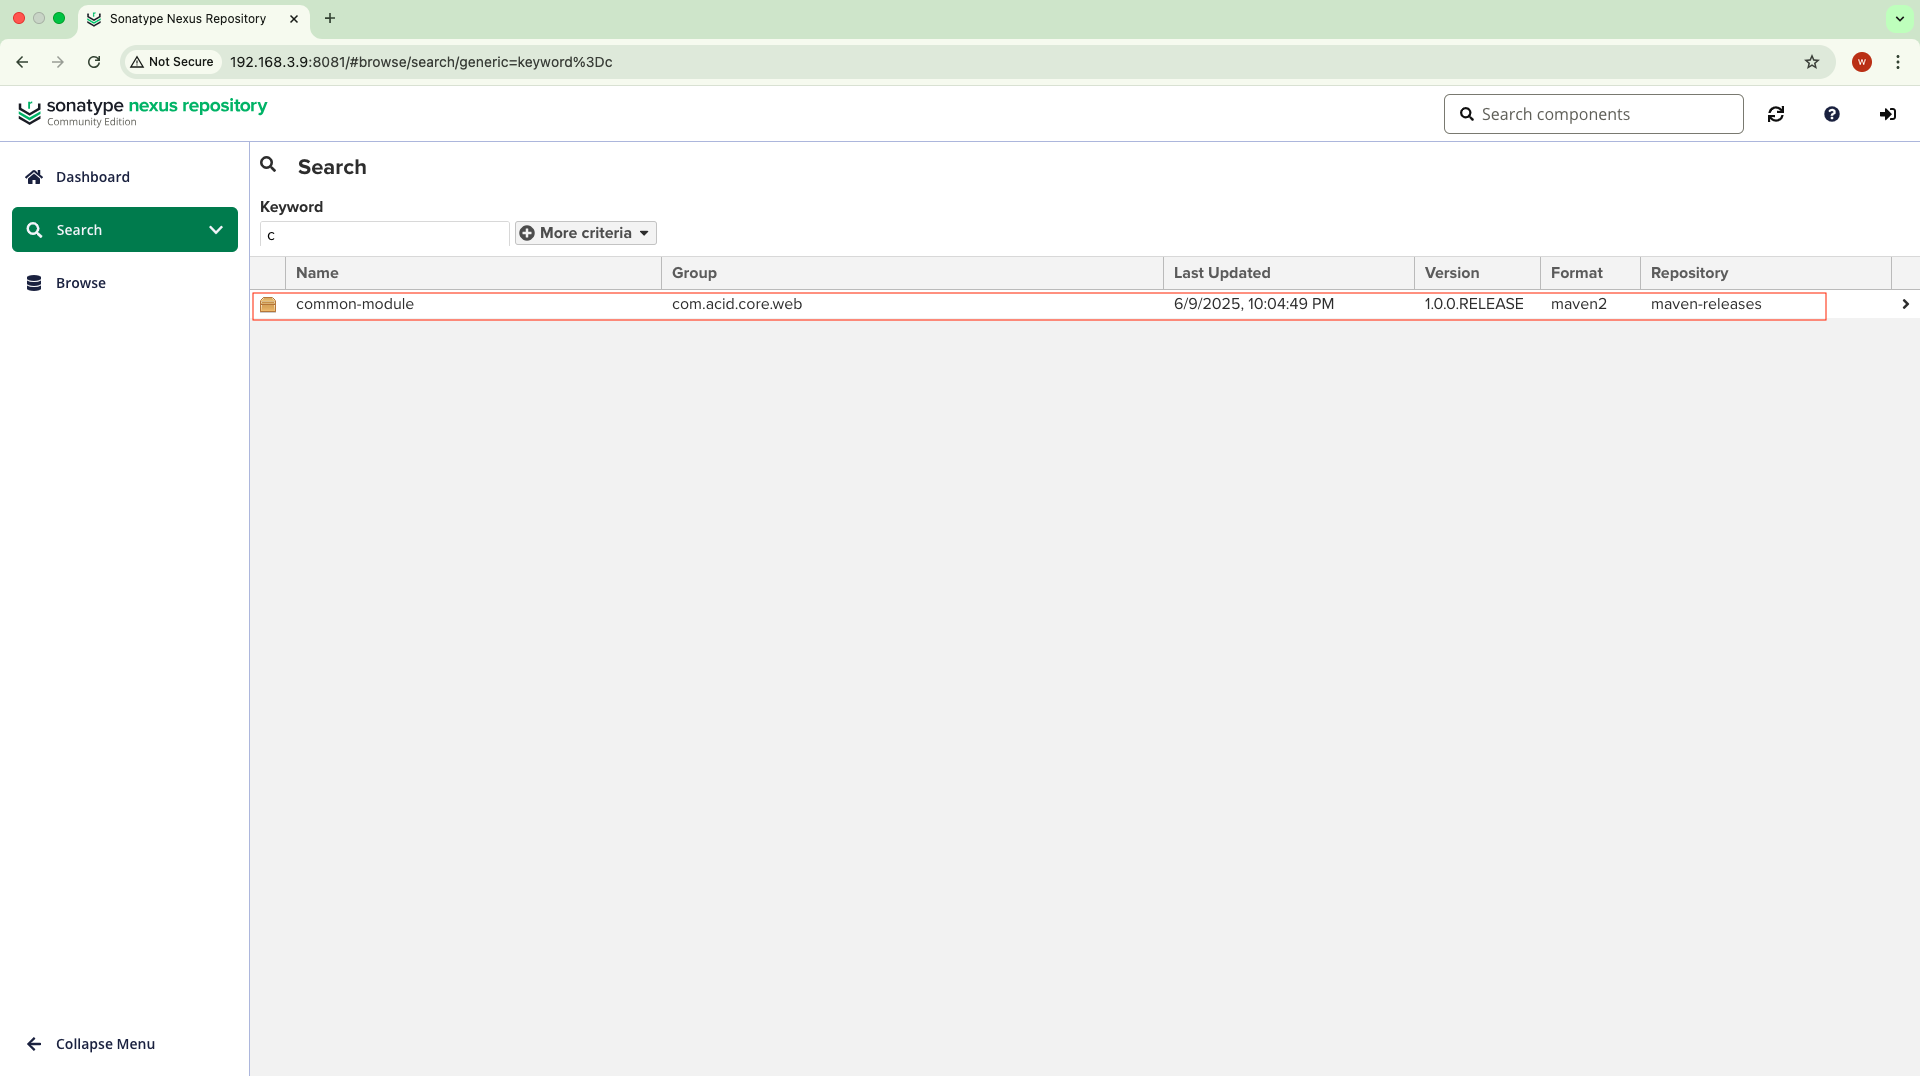 Sonatype Nexus Repository
Not Secure 192.168.3.9:8081/#browse/search/generic=keyword%3Dc
W
sonatype nexus repository
Community Edition
Search components
Dashboard
Search
Browse
Collapse Menu
Search
Keyword
c More criteria
Name Group Last Updated Version Format Repository
common-module com.acid.core.web 6/9/2025, 10:04:49 PM 1.0.0.RELEASE maven2 maven-releases